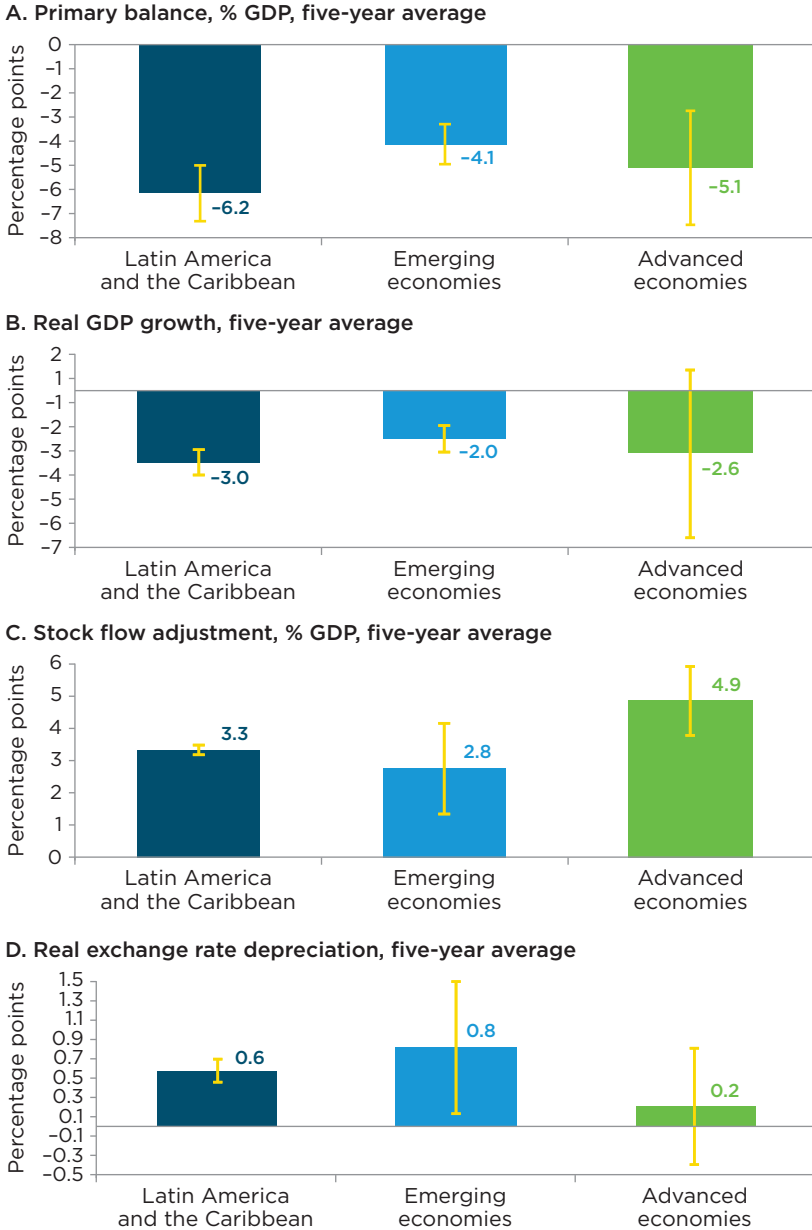 A. Primary balance, % GDP, five-year average
Percentage points
0
–1
–2
–3
–4
–5
–6
–7
–8
–6.2
–4.1
–5.1
Latin America
and the Caribbean
Emerging
economies
Advanced
economies
B. Real GDP growth, five-year average
Percentage points
2
1
–1
–2
–3
–4
–5
–6
–7
–3.0
–2.0
–2.6
Latin America
and the Caribbean
Emerging
economies
Advanced
economies
C. Stock flow adjustment, % GDP, five-year average
Percentage points
6
5
4
3
2
1
0
3.3
2.8
4.9
Latin America
and the Caribbean
Emerging
economies
Advanced
economies
D. Real exchange rate depreciation, five-year average
Percentage points
1.5
1.3
1.1
0.9
0.7
0.5
0.3
0.1
–0.1
–0.3
–0.5
0.6
0.8
0.2
Latin America
and the Caribbean
Emerging
economies
Advanced
economies